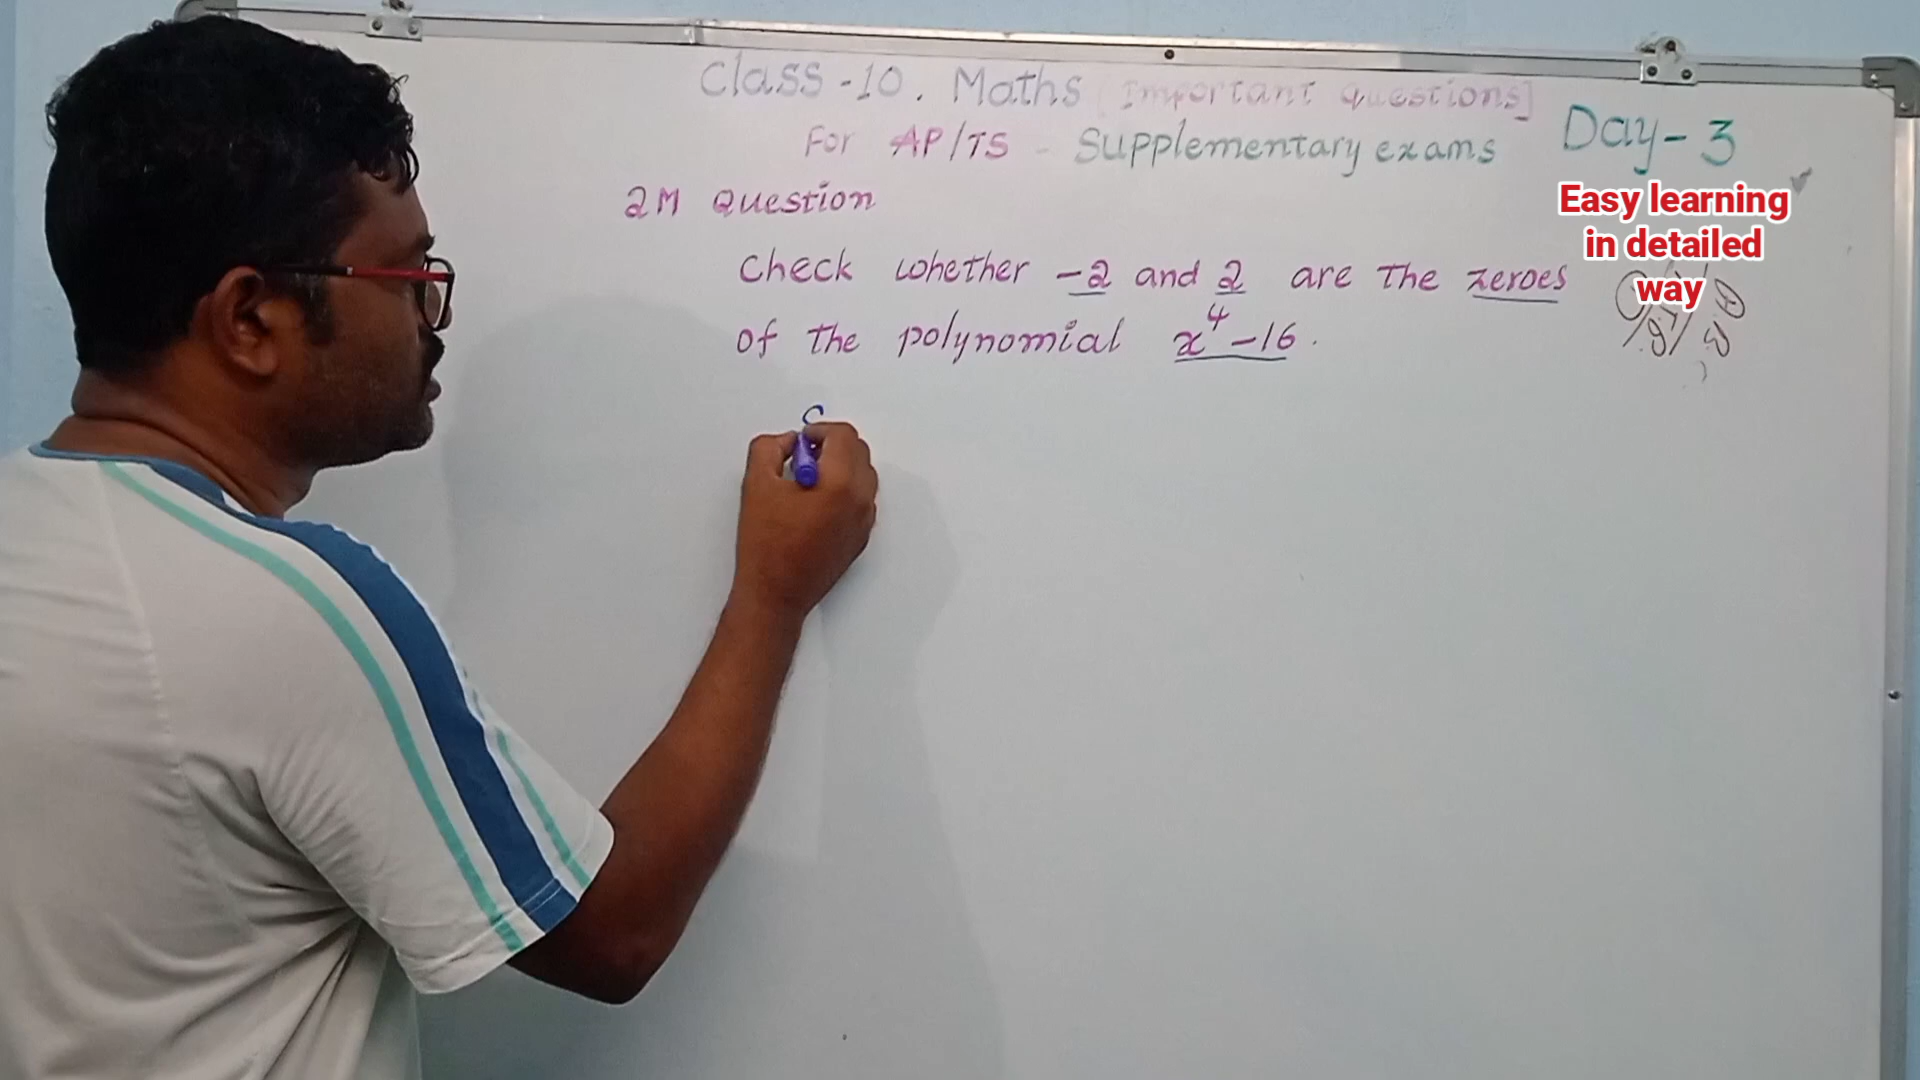 Class-10. Maths [Important questions]
For AP/TS - Supplementary exams
Day-3
2M Question
Easy learning
in detailed
way
Check whether -2 and 2 are the zeroes
of the polynomial x⁴-16.
S